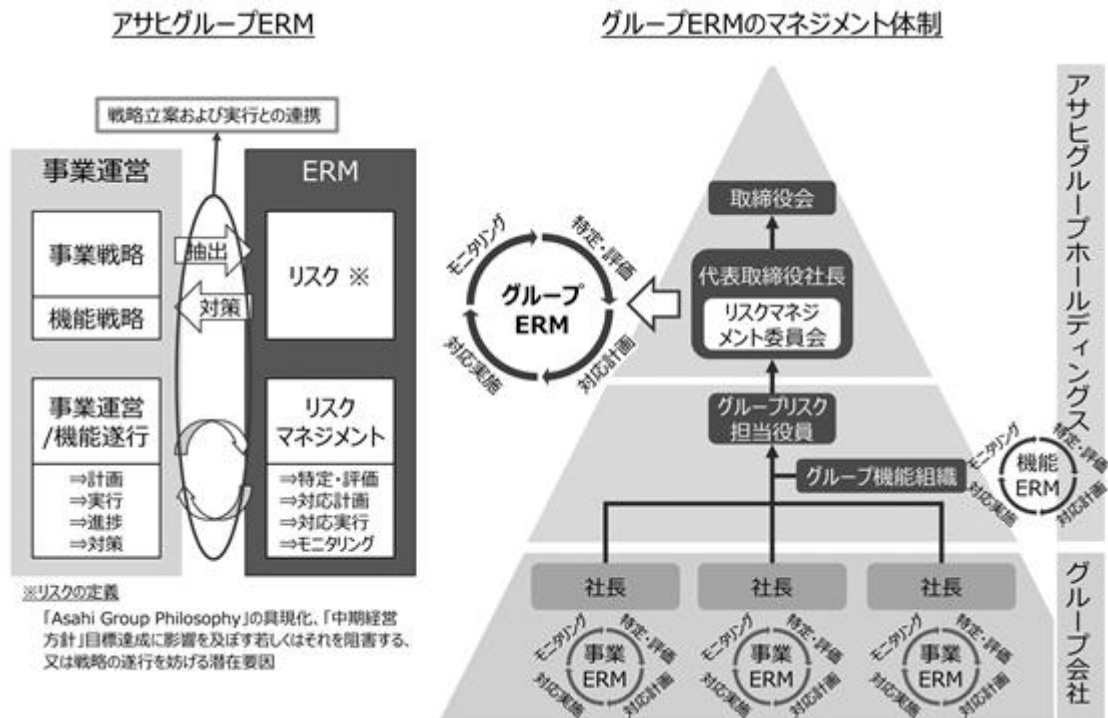 アサヒグループERM
戦略立案および実行との連携
事業運営
ERM
事業戦略
機能戦略
抽出
対策
リスク ※
事業運営
/機能遂行
⇒計画
⇒実行
⇒進捗
⇒対策
リスク
マネジメント
⇒特定・評価
⇒対応計画
⇒対応実行
⇒モニタリング
※リスクの定義
「Asahi Group Philosophy」の具現化、「中期経営
方針」目標達成に影響を及ぼす若しくはそれを阻害する、
又は戦略の遂行を妨げる潜在要因
グループERMのマネジメント体制
取締役会
代表取締役社長
リスクマネジ
メント委員会
モニタリング
特定・評価
グループ
ERM
対応実施
対応計画
グループリスク
担当役員
グループ機能組織
モニタリング
特定・評価
機能
ERM
対応実施
対応計画
社長
社長
社長
モニタリング
特定・評価
事業
ERM
対応実施
対応計画
モニタリング
特定・評価
事業
ERM
対応実施
対応計画
モニタリング
特定・評価
事業
ERM
対応実施
対応計画
アサヒグループホールディングス
グループ会社